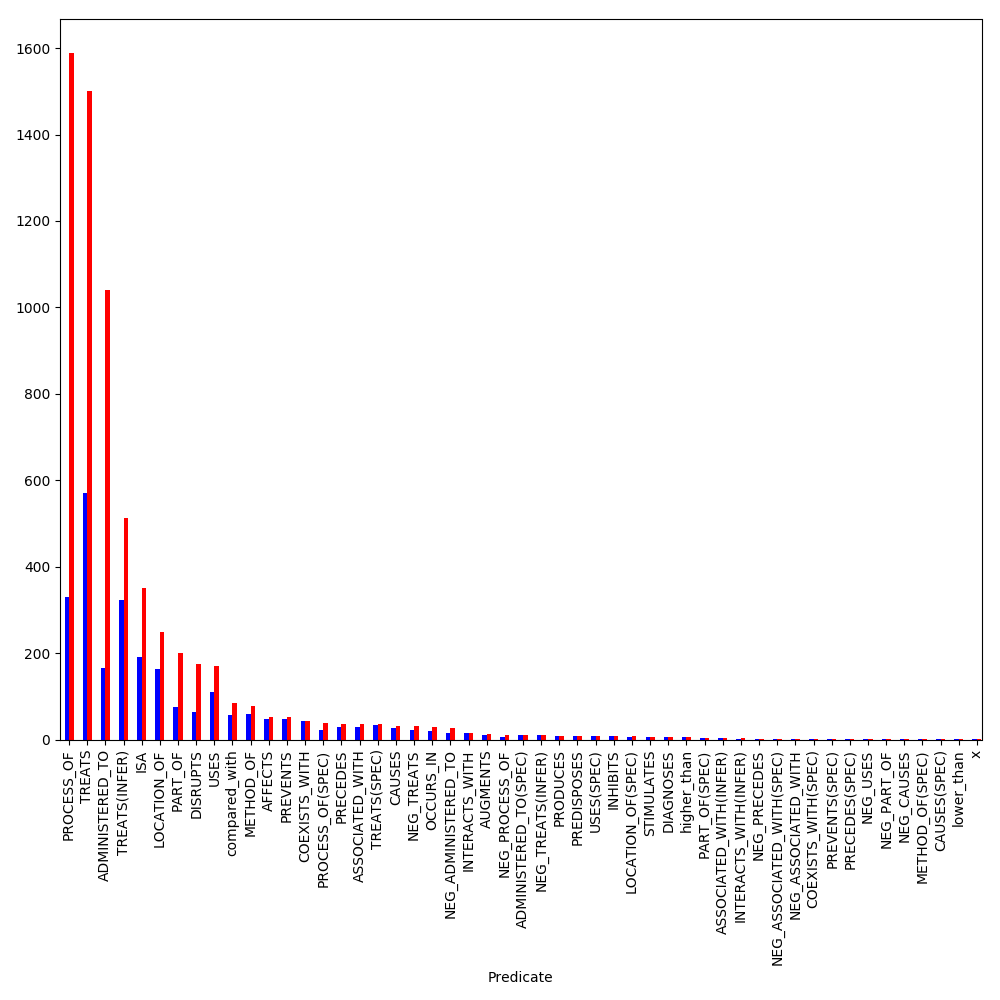 1600
1400
1200
1000
800
600
400
200
0
PROCESS_OF
TREATS
ADMINISTERED_TO
TREATS(INFER)
ISA
LOCATION_OF
PART_OF
DISRUPTS
USES
compared_with
METHOD_OF
AFFECTS
PREVENTS
COEXISTS_WITH
PROCESS_OF(SPEC)
PRECEDES
ASSOCIATED_WITH
TREATS(SPEC)
CAUSES
NEG_TREATS
OCCURS_IN
NEG_ADMINISTERED_TO
INTERACTS_WITH
AUGMENTS
NEG_PROCESS_OF
ADMINISTERED_TO(SPEC)
NEG_TREATS(INFER)
PRODUCES
PREDISPOSES
USES(SPEC)
INHIBITS
LOCATION_OF(SPEC)
STIMULATES
DIAGNOSES
higher_than
PART_OF(SPEC)
ASSOCIATED_WITH(INFER)
INTERACTS_WITH(INFER)
NEG_PRECEDES
NEG_ASSOCIATED_WITH(SPEC)
NEG_ASSOCIATED_WITH
COEXISTS_WITH(SPEC)
PREVENTS(SPEC)
PRECEDES(SPEC)
NEG_USES
NEG_PART_OF
NEG_CAUSES
METHOD_OF(SPEC)
CAUSES(SPEC)
lower_than
x
Predicate